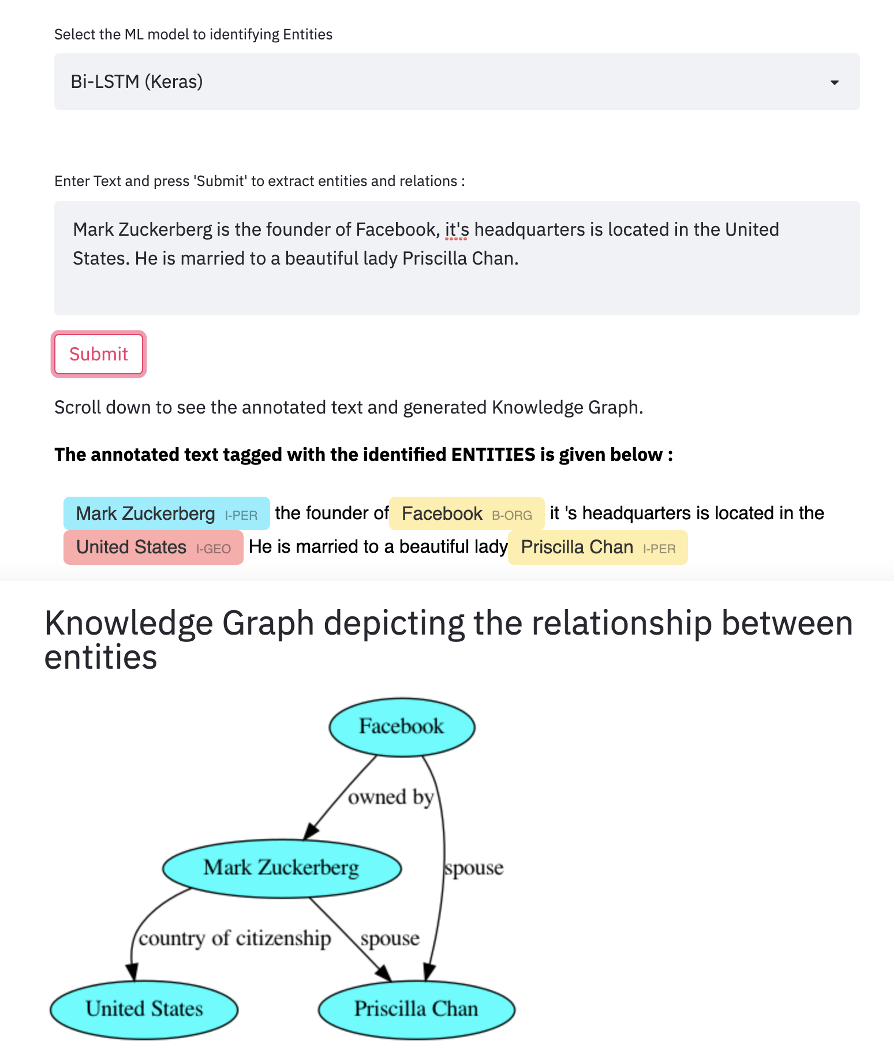 Select the ML model to identifying Entities
Bi-LSTM (Keras)
Enter Text and press 'Submit' to extract entities and relations :
Mark Zuckerberg is the founder of Facebook, it's headquarters is located in the United
States. He is married to a beautiful lady Priscilla Chan.
Submit
Scroll down to see the annotated text and generated Knowledge Graph.
The annotated text tagged with the identified ENTITIES is given below :
Mark Zuckerberg I-PER the founder of Facebook B-ORG it 's headquarters is located in the
United States I-GEO He is married to a beautiful lady Priscilla Chan I-PER
Knowledge Graph depicting the relationship between
entities
Facebook
owned by
Mark Zuckerberg
spouse
country of citizenship
spouse
United States
Priscilla Chan